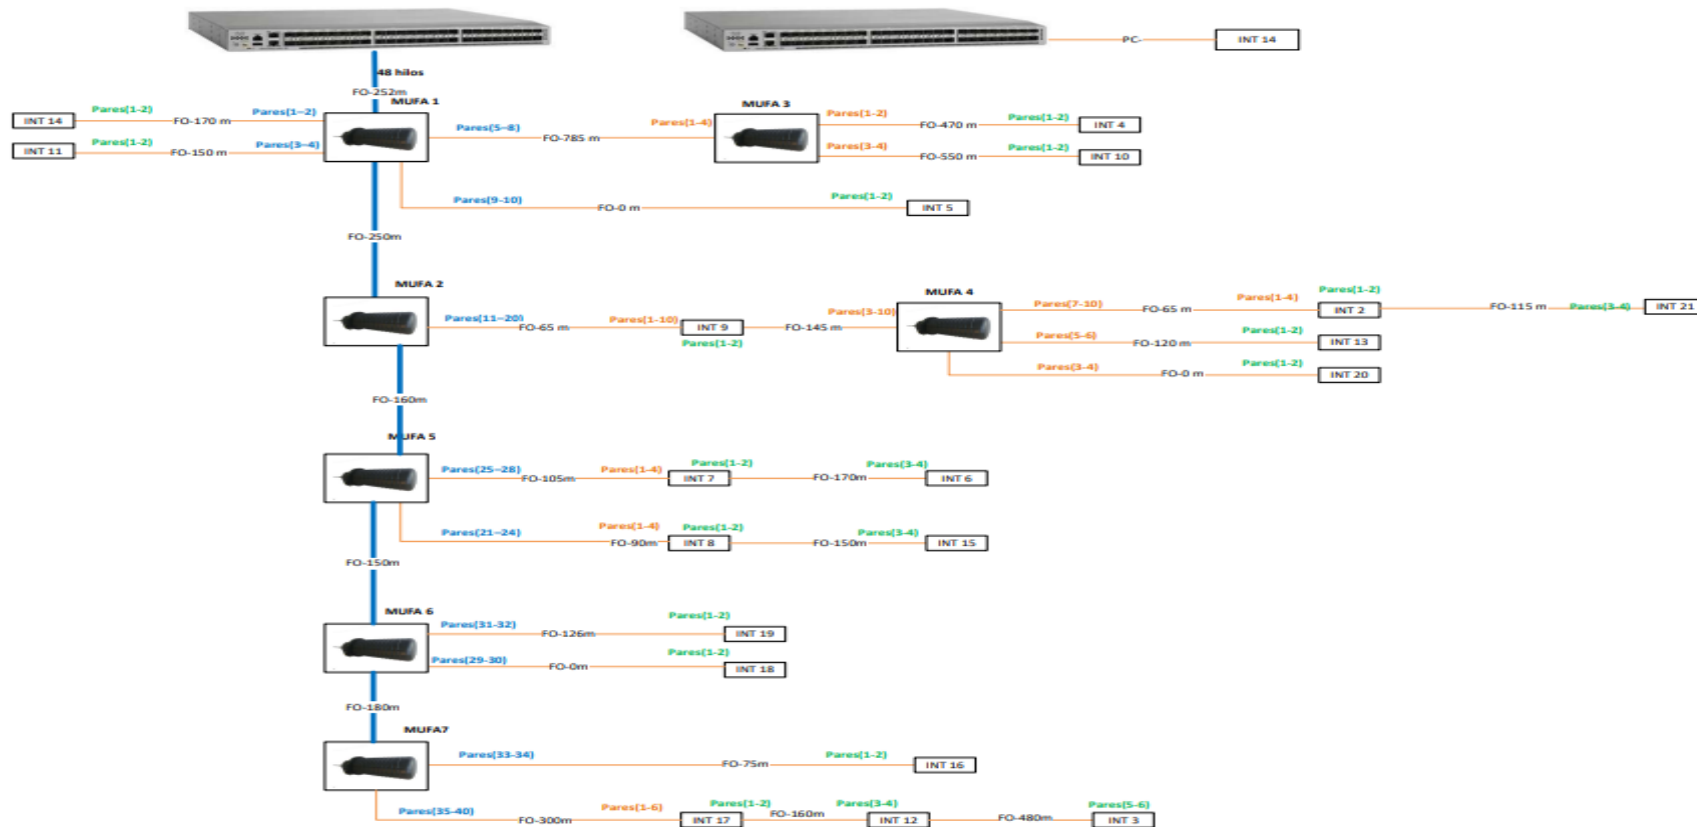 PC-
INT 14
48 hilos
FO-252m
MUFA 1
MUFA 3
Pares(1-2)
FO-170 m
Pares(1--2)
INT 14
Pares(1-2)
FO-150 m
Pares(3-4)
INT 11
Pares(5-8)
FO-785 m
Pares(1-4)
Pares(1-2)
FO-470 m
Pares(1-2)
INT 4
Pares(3-4)
FO-550 m
Pares(1-2)
INT 10
Pares(9-10)
FO-0 m
Pares(1-2)
INT 5
FO-250m
MUFA 2
MUFA 4
Pares(11-20)
FO-65 m
Pares(1-10)
INT 9
Pares(1-2)
FO-145 m
Pares(3-10)
Pares(7-10)
FO-65 m
Pares(1-4)
Pares(1-2)
INT 2
FO-115 m
Pares(3-4)
INT 21
Pares(5-6)
FO-120 m
Pares(1-2)
INT 13
Pares(3-4)
FO-0 m
Pares(1-2)
INT 20
FO-160m
MUFA 5
Pares(25--28)
FO-105m
Pares(1-4)
Pares(1-2)
INT 7
FO-170m
Pares(3-4)
INT 6
Pares(21--24)
FO-90m
Pares(1-4)
Pares(1-2)
INT 8
FO-150m
Pares(3-4)
INT 15
FO-150m
MUFA 6
Pares(31-32)
FO-126m
Pares(1-2)
INT 19
Pares(29-30)
FO-0m
Pares(1-2)
INT 18
FO-180m
MUFA7
Pares(33-34)
FO-75m
Pares(1-2)
INT 16
Pares(35-40)
FO-300m
Pares(1-6)
Pares(1-2)
INT 17
FO-160m
Pares(3-4)
INT 12
FO-480m
Pares(5-6)
INT 3